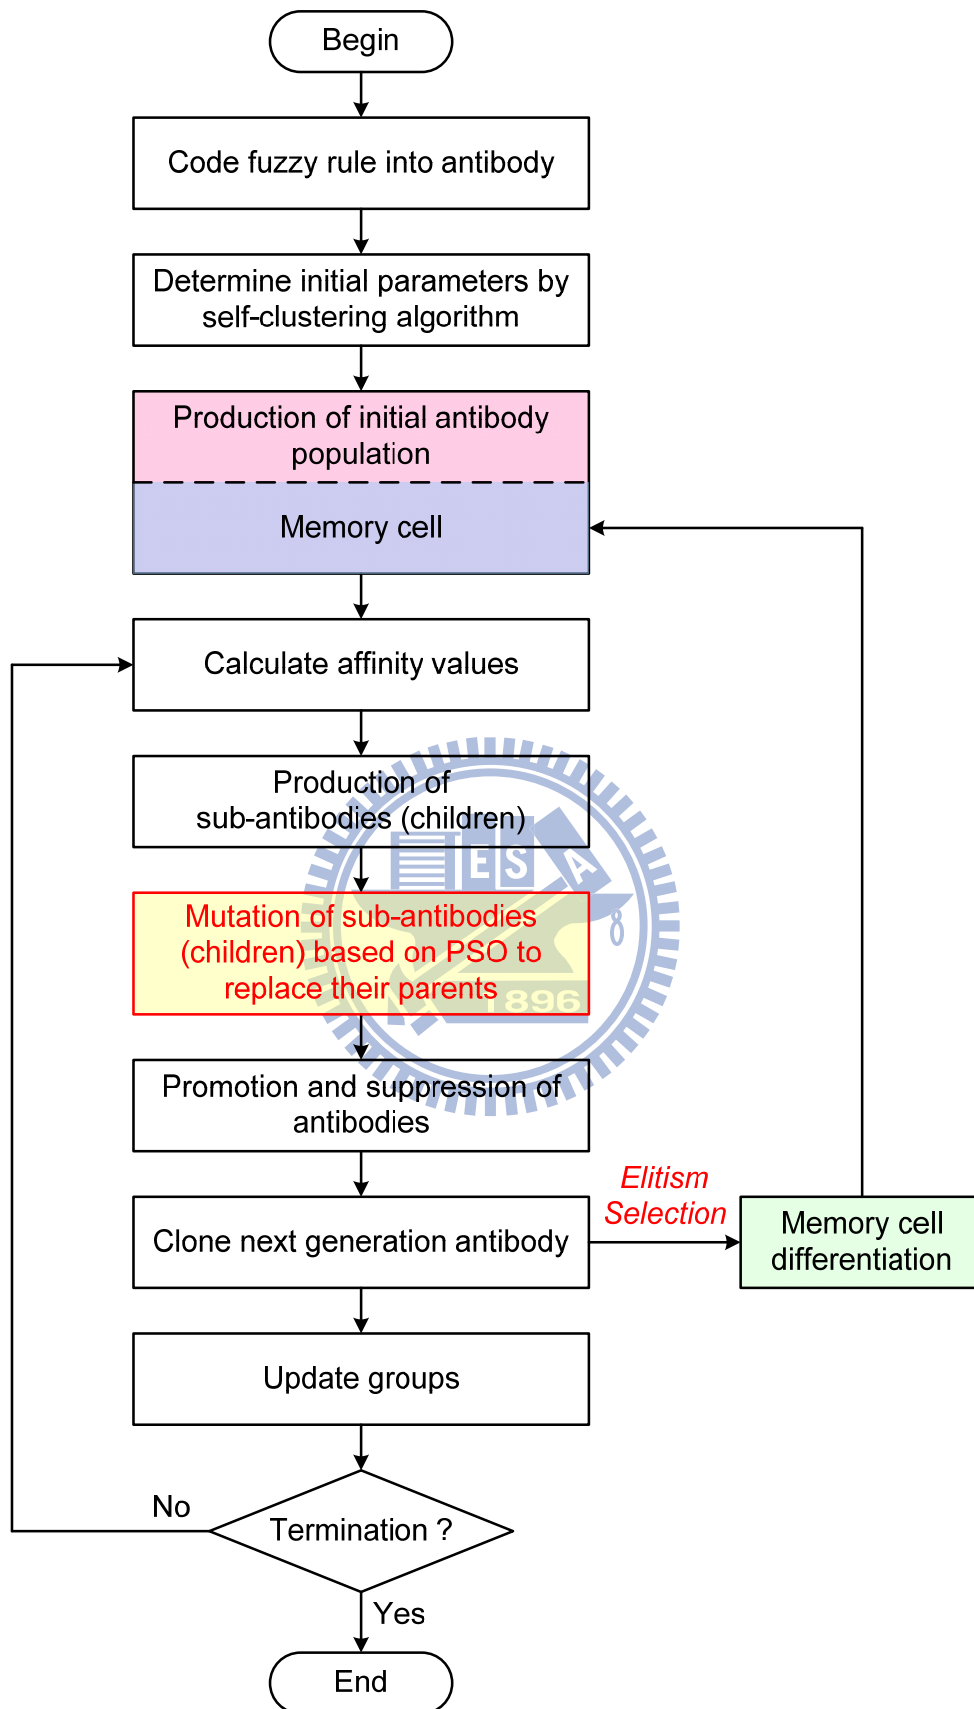 Begin
Code fuzzy rule into antibody
Determine initial parameters by
self-clustering algorithm
Production of initial antibody
population
Memory cell
Calculate affinity values
Production of
sub-antibodies (children)
E S A
Mutation of sub-antibodies
(children) based on PSO to
replace their parents
1896
Promotion and suppression of
antibodies
Elitism
Selection
Clone next generation antibody
Memory cell
differentiation
Update groups
No
Termination ?
Yes
End